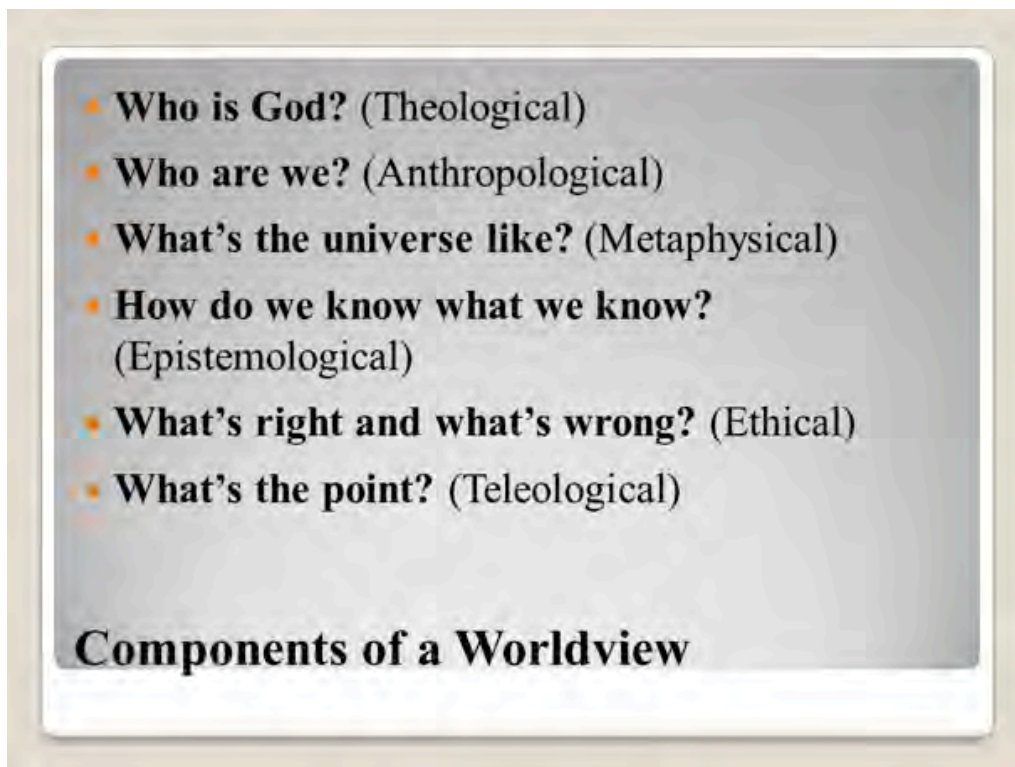 Who is God? (Theological)
Who are we? (Anthropological)
What’s the universe like? (Metaphysical)
How do we know what we know?
(Epistemological)
What’s right and what’s wrong? (Ethical)
What’s the point? (Teleological)
Components of a Worldview